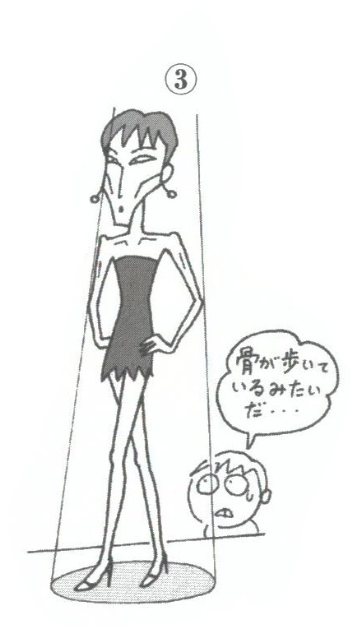 ③
骨が歩いて
いるみたい
だ・・・